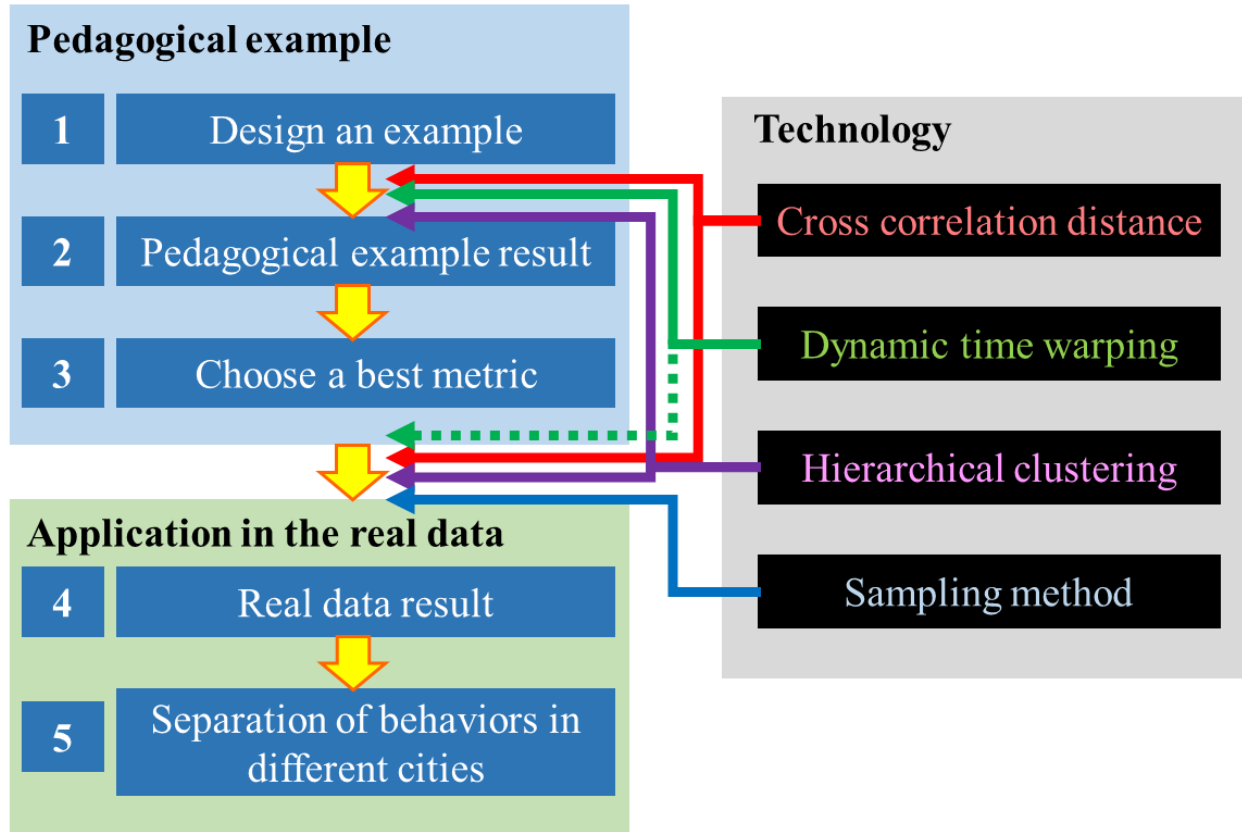 Pedagogical example
1
Design an example
2
Pedagogical example result
3
Choose a best metric
Application in the real data
4
Real data result
5
Separation of behaviors in
different cities
Technology
Cross correlation distance
Dynamic time warping
Hierarchical clustering
Sampling method